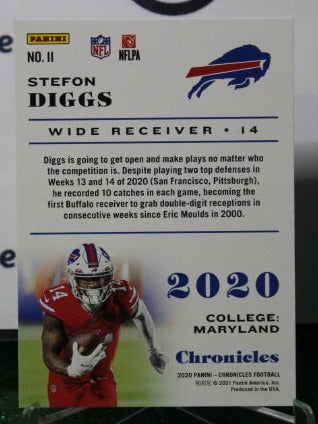 PANINI
NFL
NFLPA
NO. 11
STEFON
DIGGS
WIDE RECEIVER • 14
Diggs is going to get open and make plays no matter who
the competition is. Despite playing two top defenses in
Weeks 13 and 14 of 2020 (San Francisco, Pittsburgh),
he recorded 10 catches in each game, becoming the
first Buffalo receiver to grab double-digit receptions in
consecutive weeks since Eric Moulds in 2000.
2020
COLLEGE:
MARYLAND
14
Chronicles
2020 PANINI - CHRONICLES FOOTBALL
© 2021 Panini America, Inc.
Produced in the USA.